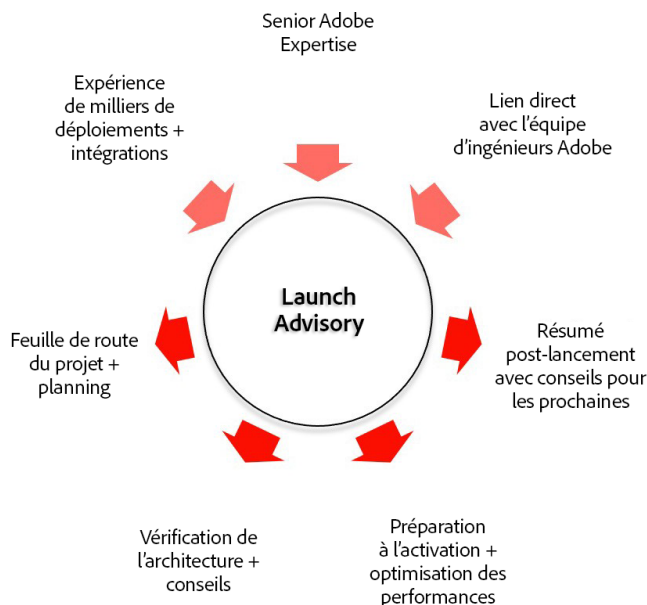 Senior Adobe
Expertise
Expérience
de milliers de
déploiements +
intégrations
Lien direct
avec l'équipe
d'ingénieurs Adobe
Launch
Advisory
Feuille de route
du projet +
planning
Résumé
post-lancement
avec conseils pour
les prochaines
Vérification de
l'architecture +
conseils
Préparation
à l'activation +
optimisation des
performances